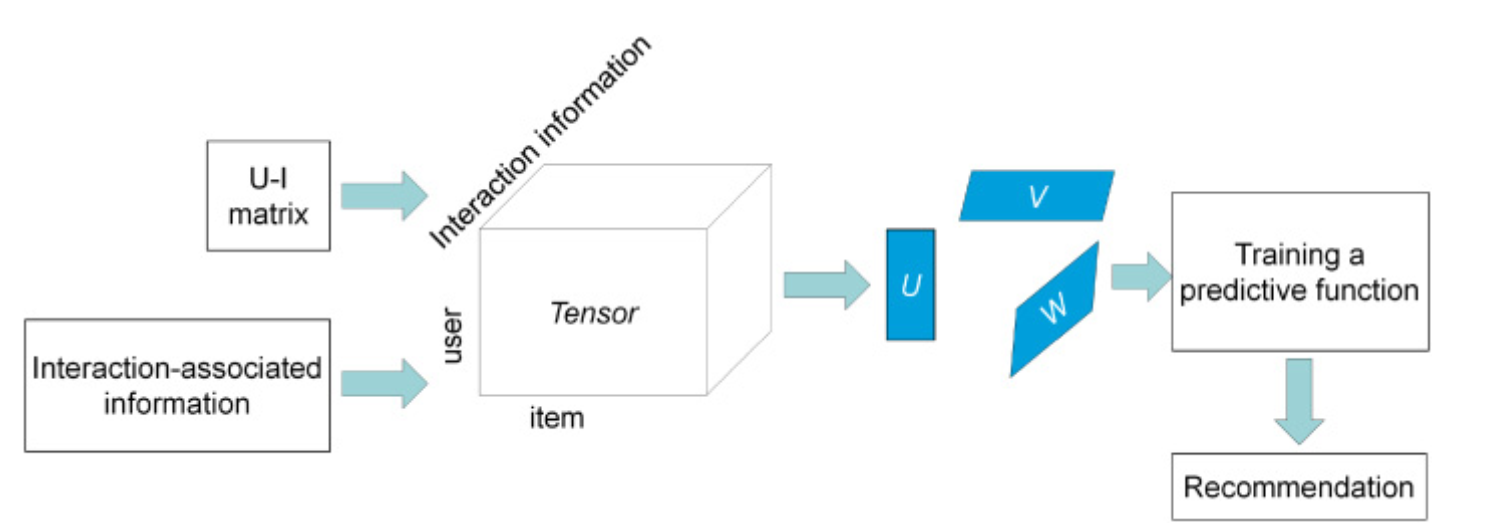 U-I
matrix
Interaction-associated
information
Interaction information
user
Tensor
item
U
V
W
Training a
predictive function
Recommendation